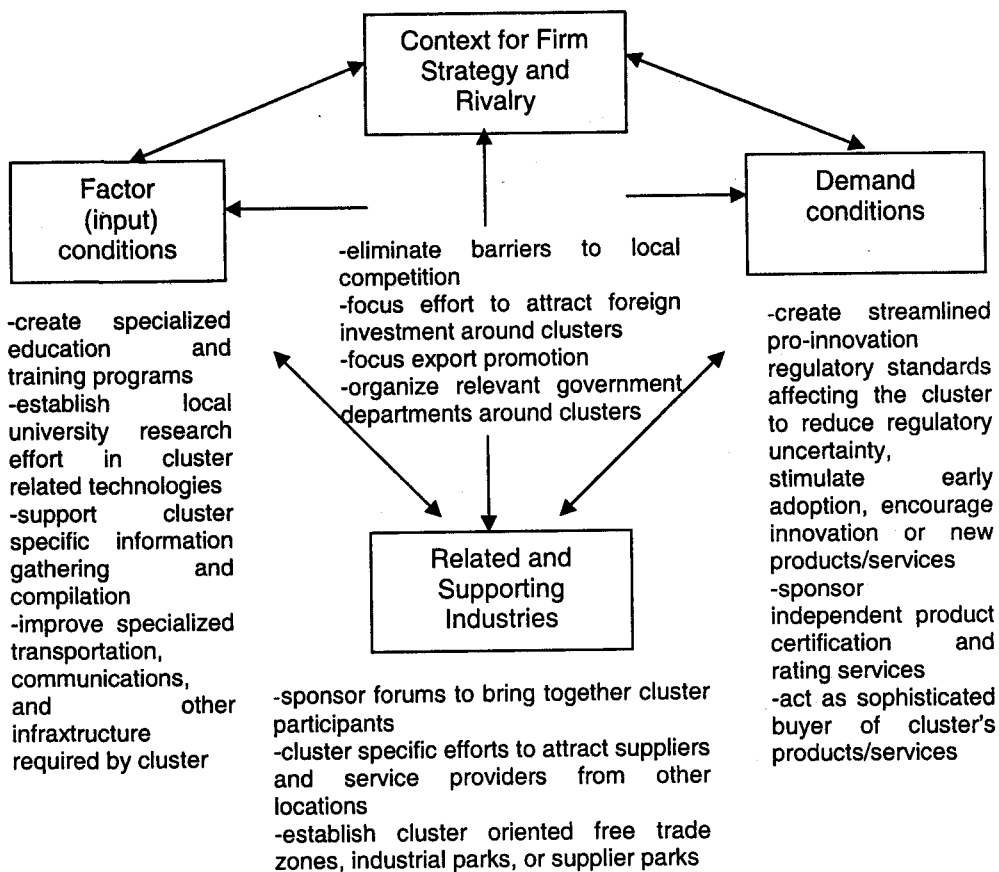 Context for Firm
Strategy and
Rivalry
Factor
(input)
conditions
Demand
conditions
-eliminate barriers to local
competition
-focus effort to attract foreign
investment around clusters
-focus export promotion
-organize relevant government
departments around clusters
-create specialized
education and
training programs
-establish local
university research
effort in cluster
related technologies
-support cluster
specific information
gathering and
compilation
-improve specialized
transportation,
communications,
and other
infraxtructure
required by cluster
-create streamlined
pro-innovation
regulatory standards
affecting the cluster
to reduce regulatory
uncertainty,
stimulate early
adoption, encourage
innovation or new
products/services
-sponsor
independent product
certification and
rating services
-act as sophisticated
buyer of cluster's
products/services
Related and
Supporting
Industries
-sponsor forums to bring together cluster
participants
-cluster specific efforts to attract suppliers
and service providers from other
locations
-establish cluster oriented free trade
zones, industrial parks, or supplier parks